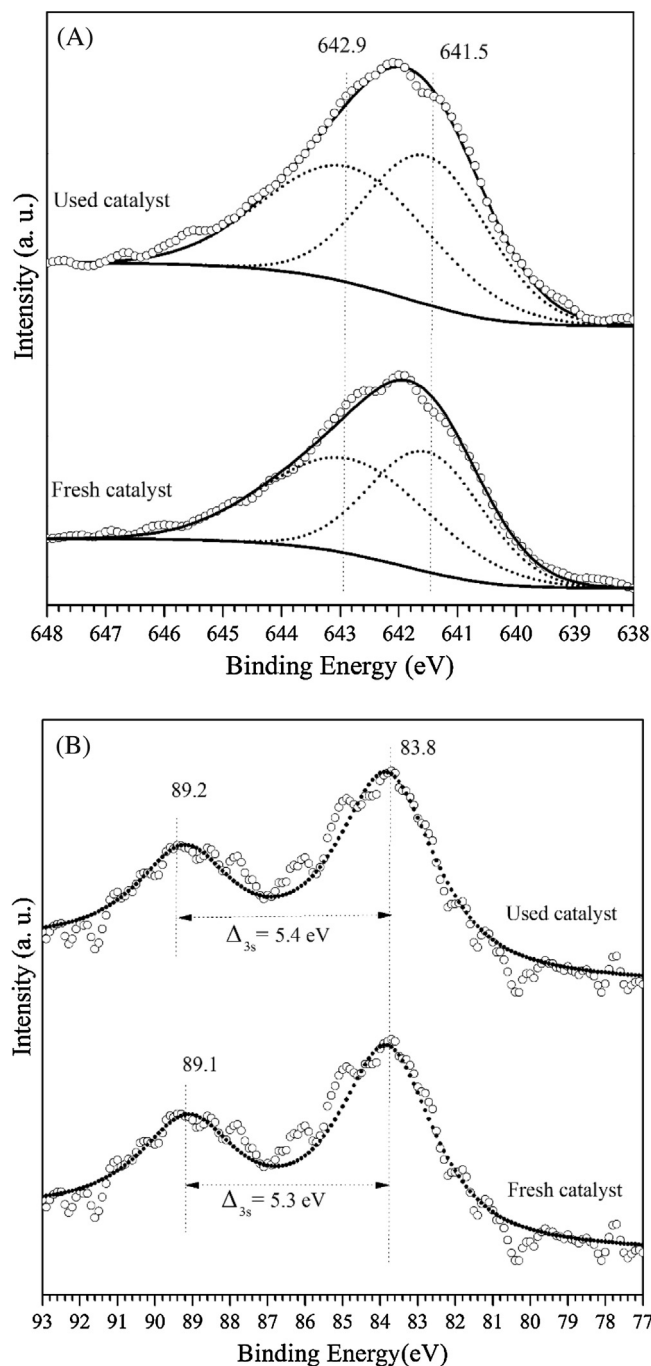 (A)
642.9 641.5
Used catalyst
Fresh catalyst
Intensity (a. u.)
648 647 646 645 644 643 642 641 640 639 638
Binding Energy (eV)
(B)
83.8
89.2
Used catalyst
Δ3s= 5.4 eV
89.1
Fresh catalyst
Δ3s= 5.3 eV
Intensity (a. u.)
93 92 91 90 89 88 87 86 85 84 83 82 81 80 79 78 77
Binding Energy(eV)